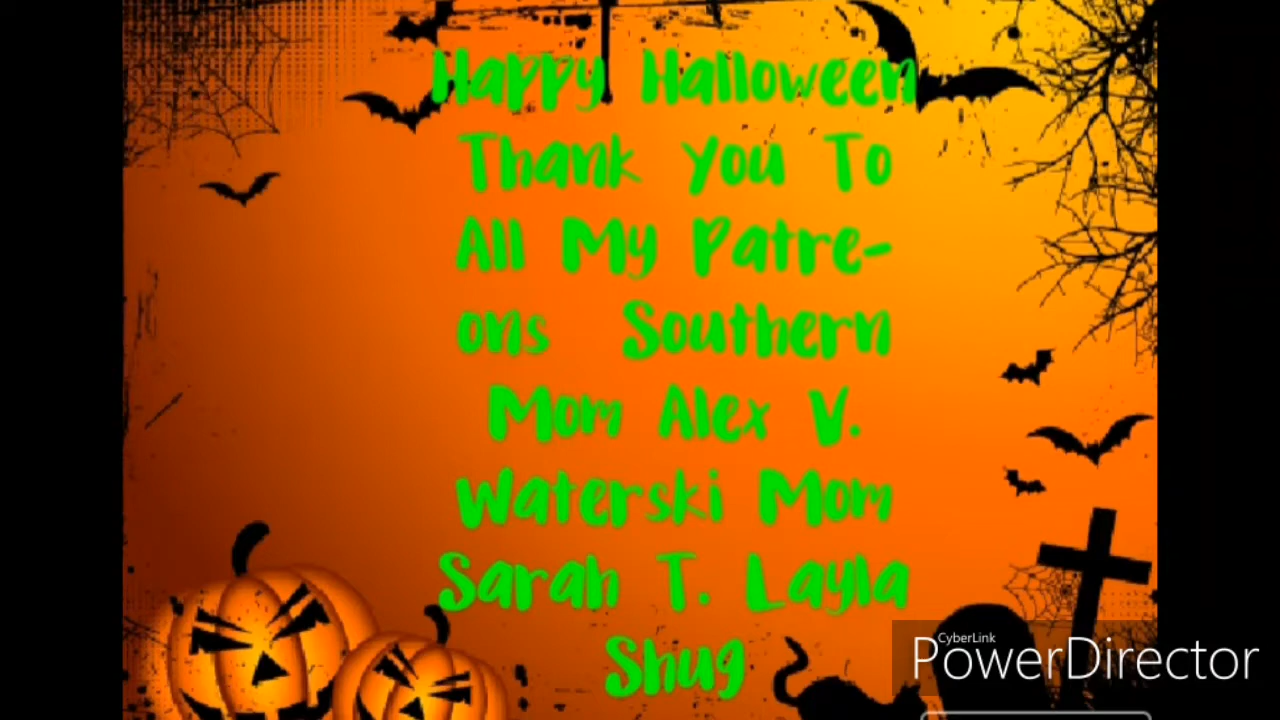 Happy Halloween
Thank You To
All My Patre-
ons Southern
Mom Alex V.
Waterski Mom
Sarah T. Layla
Shug
CyberLink
PowerDirector